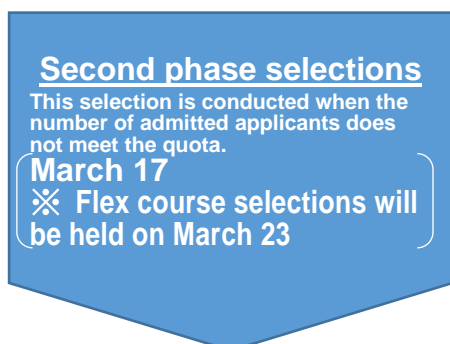 Second phase selections
This selection is conducted when the
number of admitted applicants does
not meet the quota.
March 17
※ Flex course selections will
be held on March 23